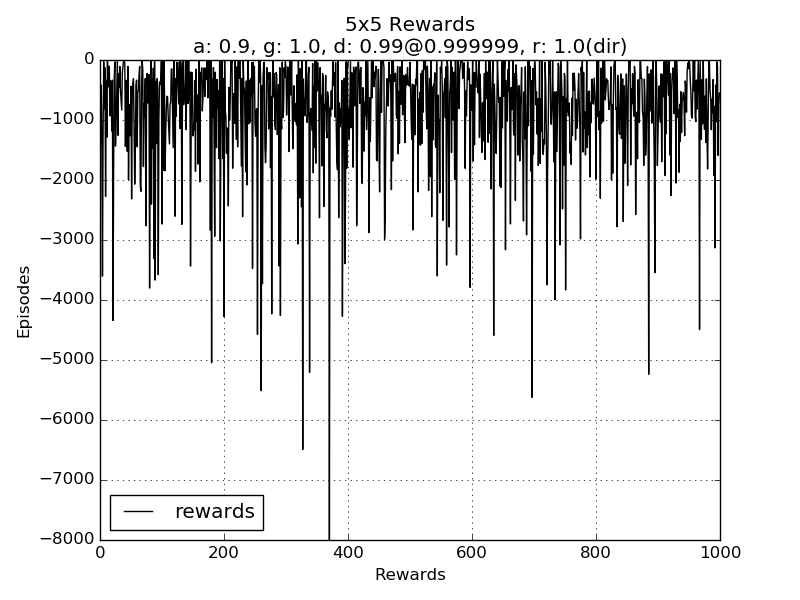 5x5 Rewards
a: 0.9, g: 1.0, d: 0.99@0.999999, r: 1.0(dir)
0
−1000
−2000
−3000
−4000
−5000
−6000
−7000
−8000
Episodes
rewards
0 200 400 600 800 1000
Rewards